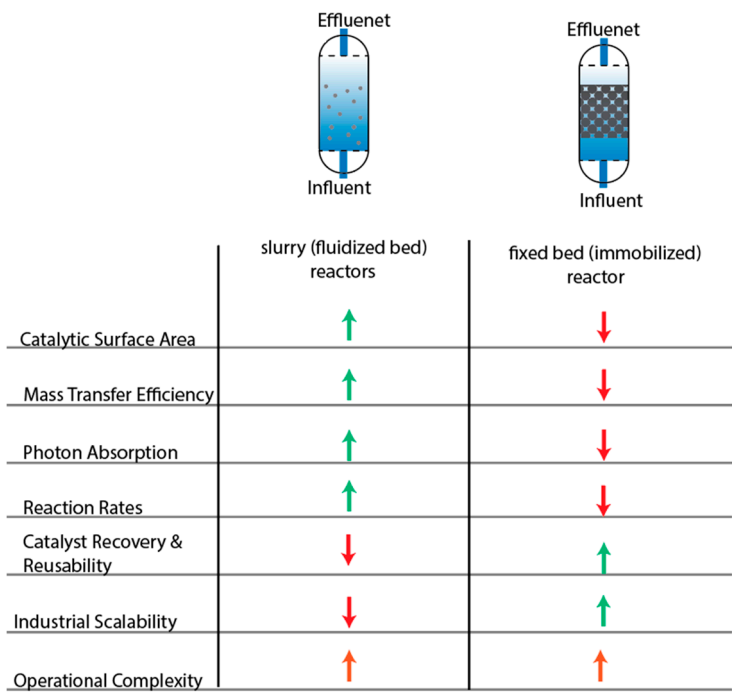 Effluenet
Effluenet
Influent
Influent
slurry (fluidized bed)
reactors
fixed bed (immobilized)
reactor
Catalytic Surface Area
Mass Transfer Efficiency
Photon Absorption
Reaction Rates
Catalyst Recovery &
Reusability
Industrial Scalability
Operational Complexity